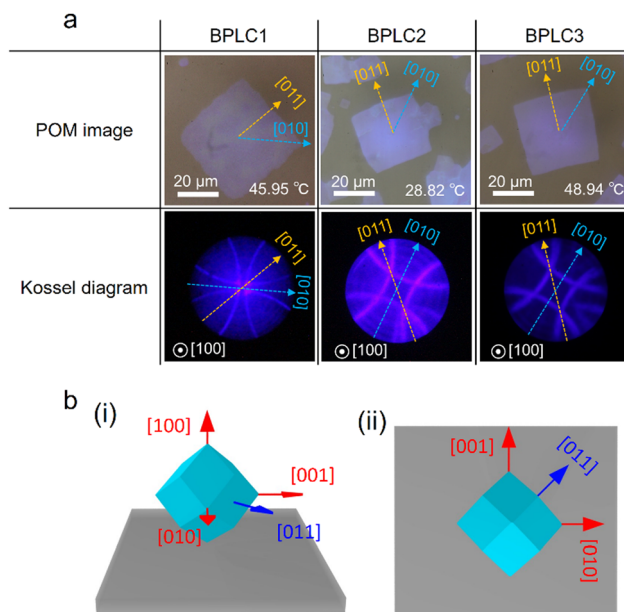 a
BPLC1 BPLC2 BPLC3
POM image
[011] [010] 20 μm 45.95 ℃
[011] [010] 20 μm 28.82 ℃
[011] [010] 20 μm 48.94 ℃
Kossel diagram
[011] [010] [100]
[011] [010] [100]
[011] [010] [100]
b (i) (ii)
[100]
[001]
[010]
[011]
[001]
[011]
[010]